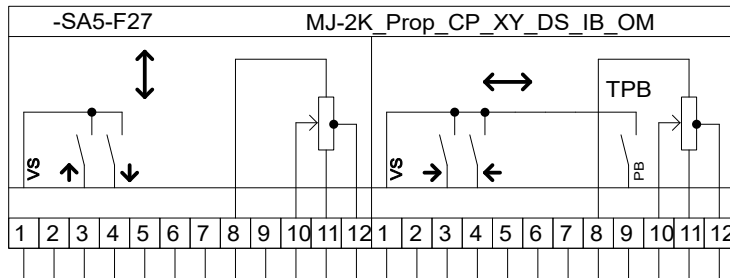 -SA5-F27 MJ-2K_Prop_CP_XY_DS_IB_OM
TPB
VS VS PB
1 2 3 4 5 6 7 8 9 10 11 12 1 2 3 4 5 6 7 8 9 10 11 12